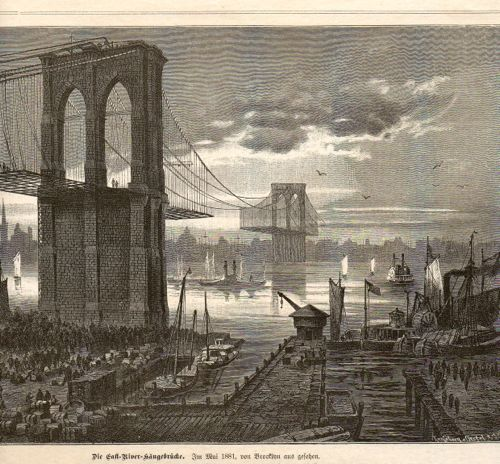 Die East-River-Hängebrücke. Im Mai 1881, von Brooklyn aus gesehen.